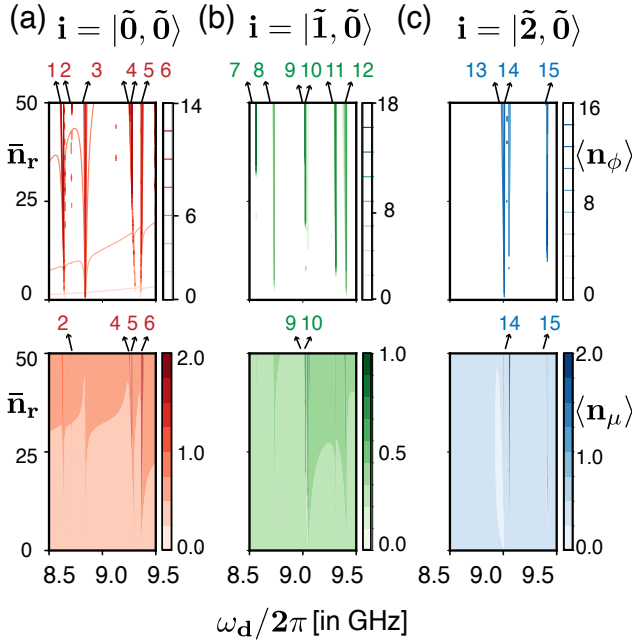 (a) i = |0̃, 0̃⟩ (b) i = |1̃, 0̃⟩ (c) i = |2̃, 0̃⟩
1 2 3 4 5 6 7 8 9 10 11 12 13 14 15
50 14 18 16
n̄r ⟨nϕ⟩
25 6 8 8
0 0 0 0
2 4 5 6 9 10 14 15
50 2.0 1.0 2.0
n̄r ⟨nμ⟩
25 1.0 0.5 1.0
0 0.0 0.0 0.0
8.5 9.0 9.5 8.5 9.0 9.5 8.5 9.0 9.5
ωd/2π [in GHz]